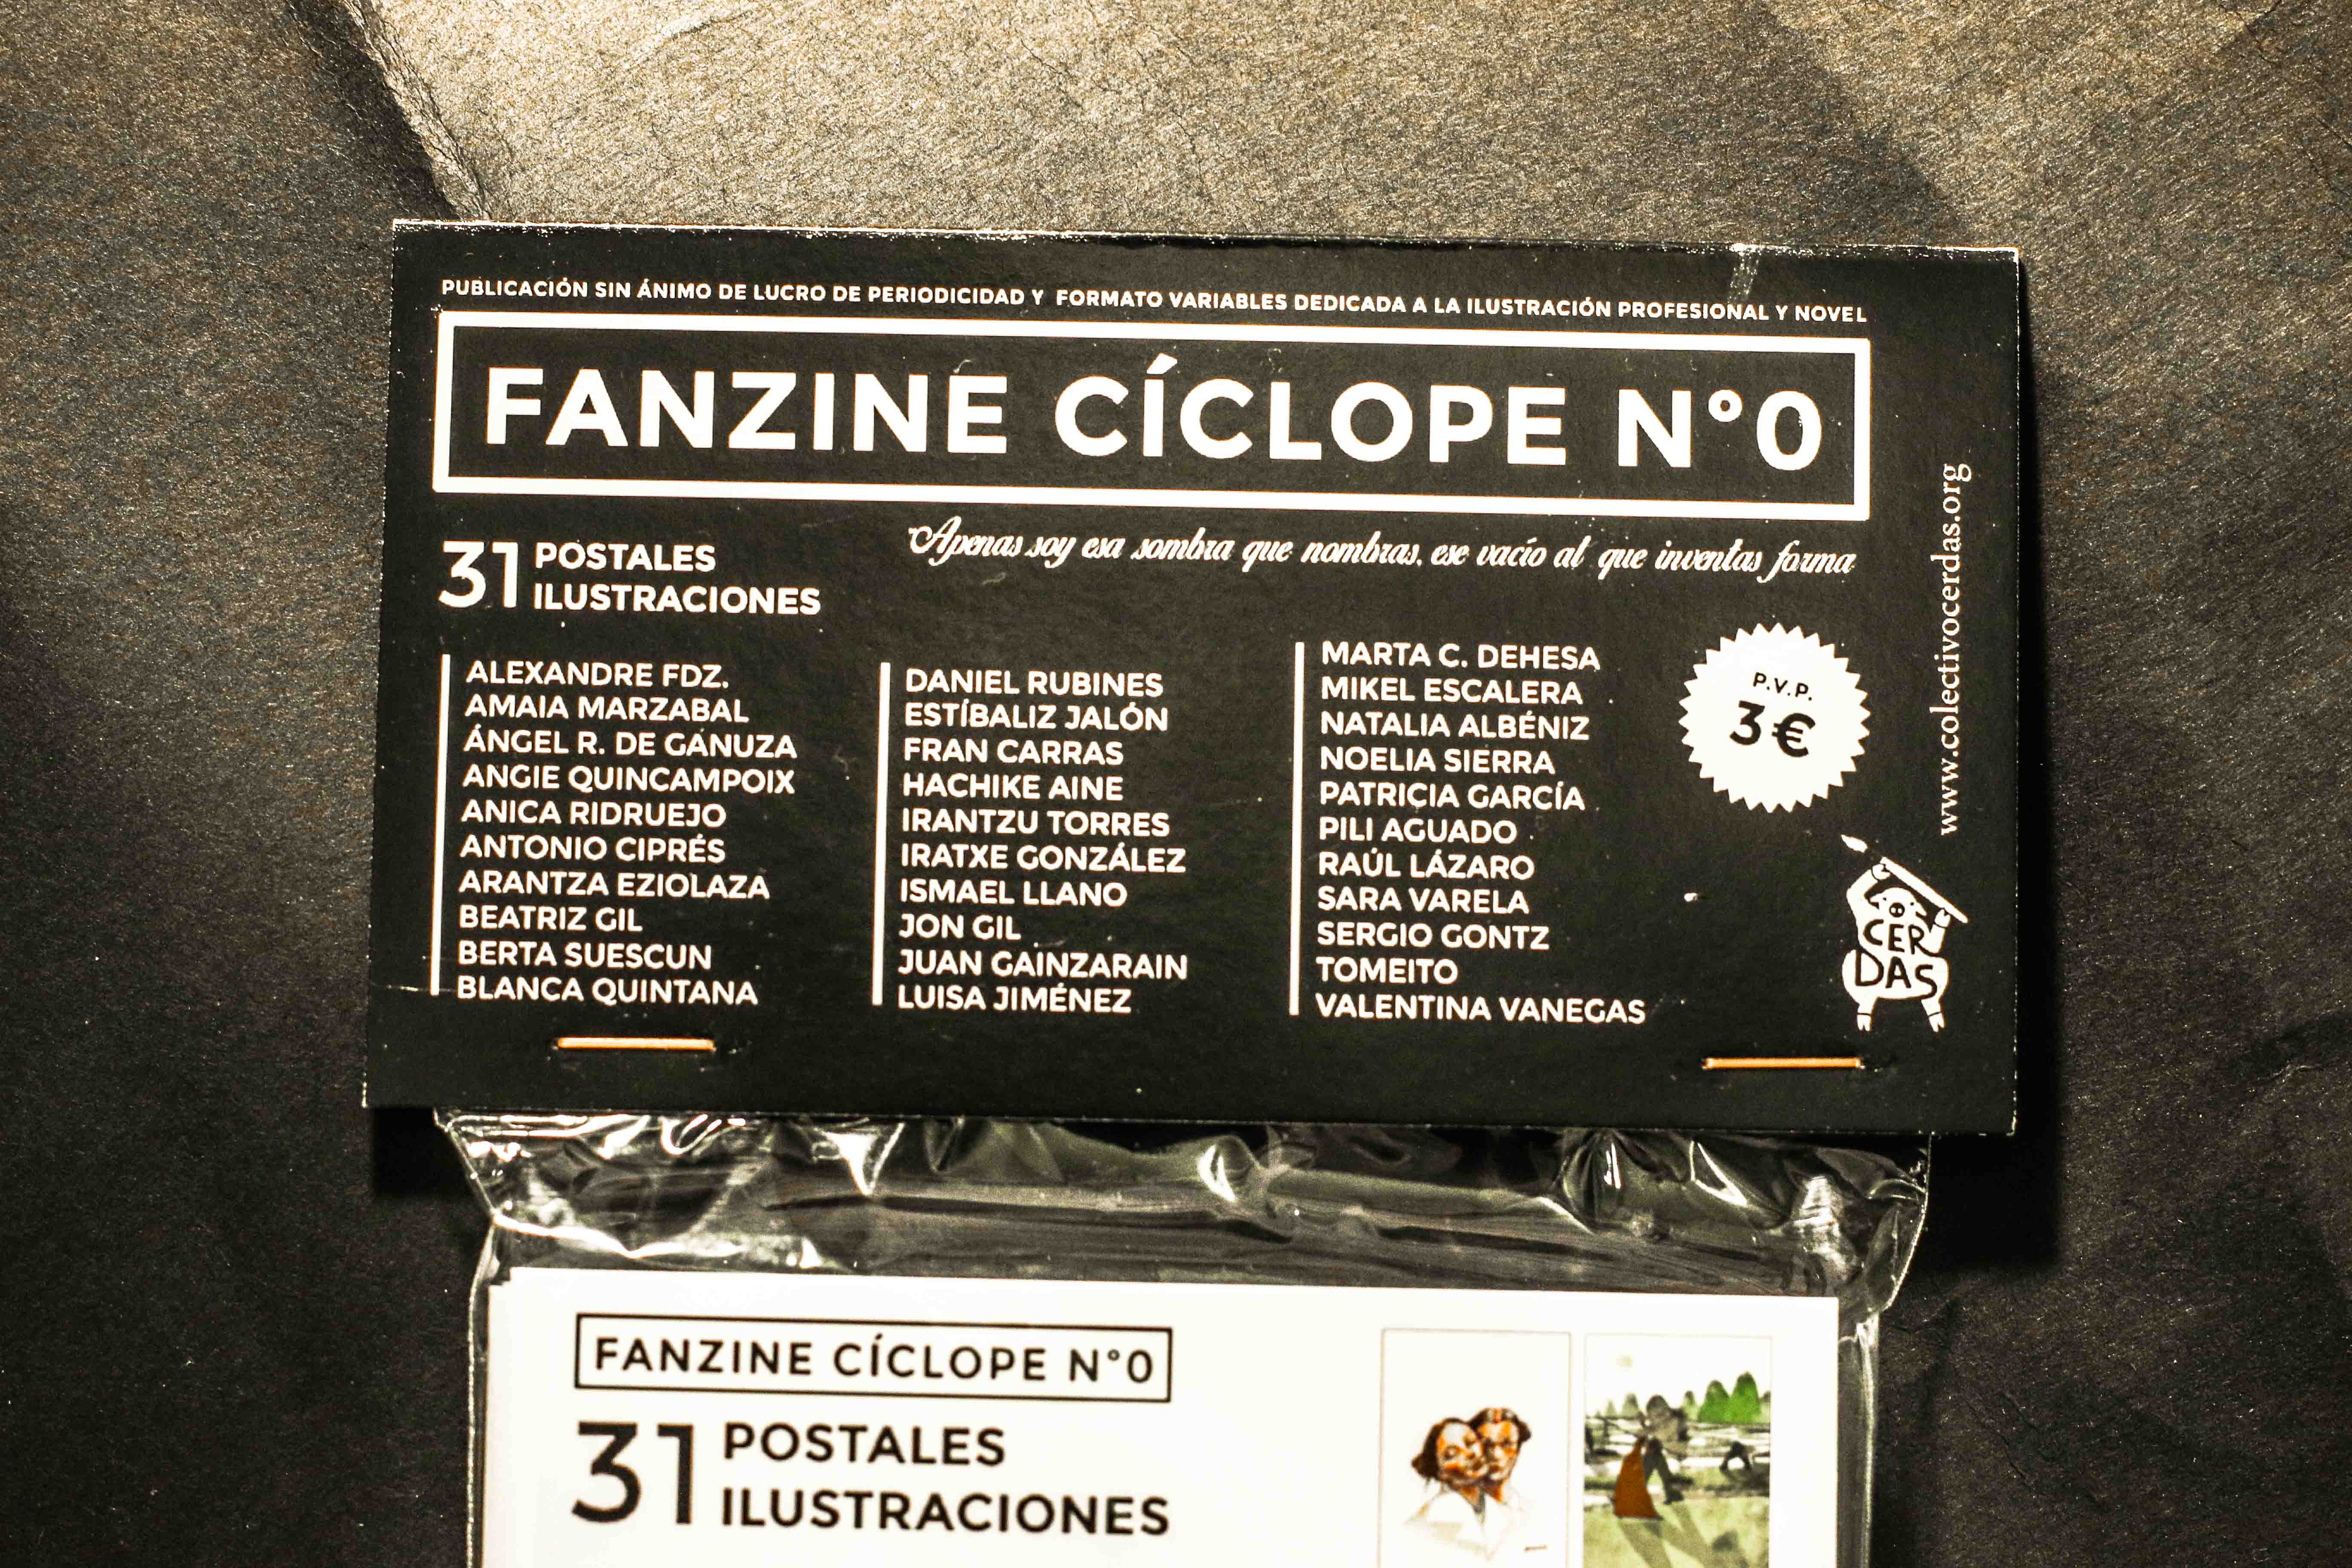 PUBLICACIÓN SIN ÁNIMO DE LUCRO DE PERIODICIDAD Y FORMATO VARIABLES DEDICADA A LA ILUSTRACIÓN PROFESIONAL Y NOVEL
FANZINE CÍCLOPE N°0
31 POSTALES
ILUSTRACIONES
Apenas soy esa sombra que nombras, ese vacío al que inventas forma
ALEXANDRE FDZ.
AMAIA MARZABAL
ÁNGEL R. DE GANUZA
ANGIE QUINCAMPOIX
ANICA RIDRUEJO
ANTONIO CIPRÉS
ARANTZA EZIOLAZA
BEATRIZ GIL
BERTA SUESCUN
BLANCA QUINTANA
DANIEL RUBINES
ESTÍBALIZ JALÓN
FRAN CARRAS
HACHIKE AINE
IRANTZU TORRES
IRATXE GONZÁLEZ
ISMAEL LLANO
JON GIL
JUAN GAINZARAIN
LUISA JIMÉNEZ
MARTA C. DEHESA
MIKEL ESCALERA
NATALIA ALBÉNIZ
NOELIA SIERRA
PATRICIA GARCÍA
PILI AGUADO
RAÚL LÁZARO
SARA VARELA
SERGIO GONTZ
TOMEITO
VALENTINA VANEGAS
P.V.P.
3€
www.colectivocerdas.org
CER
DAS
FANZINE CÍCLOPE N°0
31 POSTALES
ILUSTRACIONES